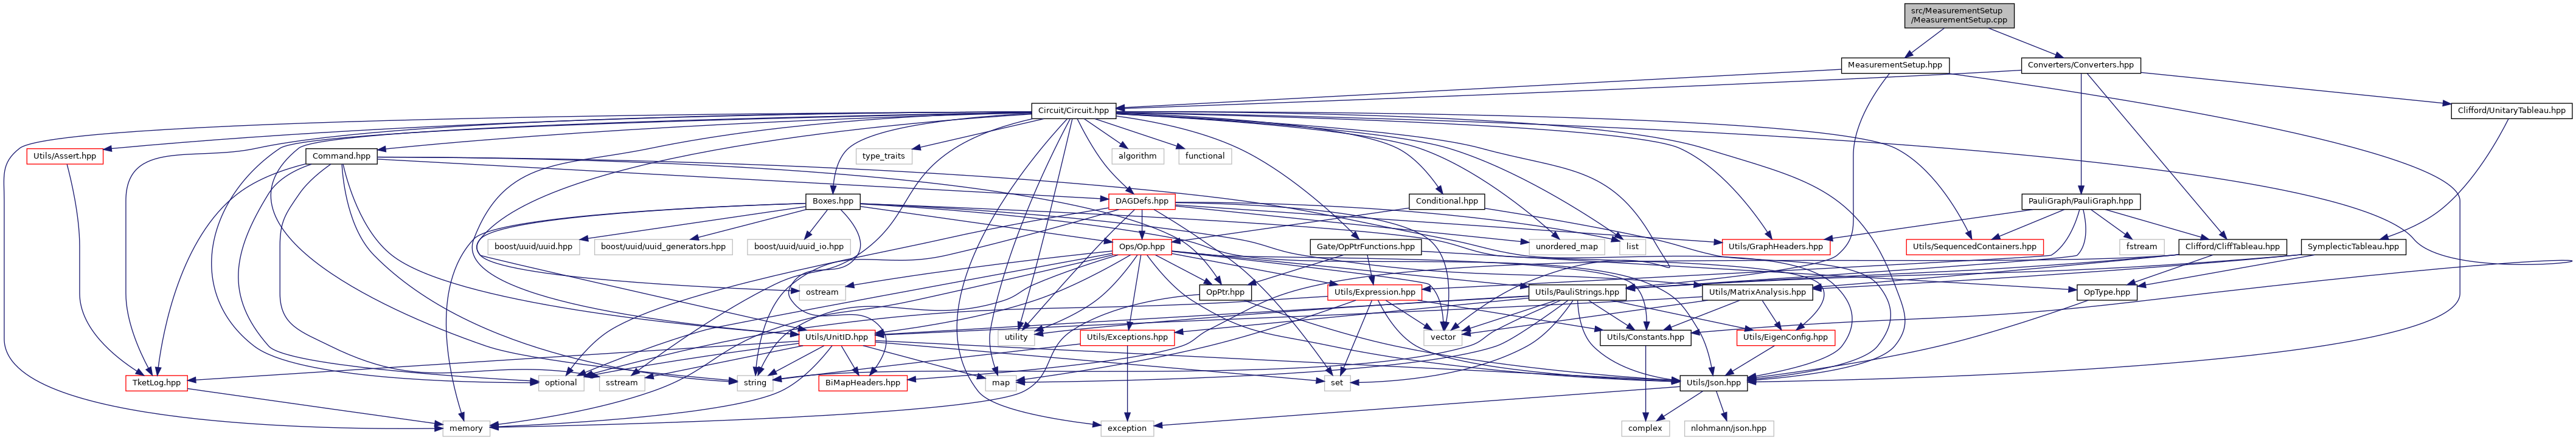 src/MeasurementSetup
/MeasurementSetup.cpp
MeasurementSetup.hpp
Converters/Converters.hpp
Circuit/Circuit.hpp
Clifford/UnitaryTableau.hpp
Utils/Assert.hpp
Command.hpp
type_traits
algorithm
functional
Boxes.hpp
DAGDefs.hpp
Conditional.hpp
PauliGraph/PauliGraph.hpp
boost/uuid/uuid.hpp
boost/uuid/uuid_generators.hpp
boost/uuid/uuid_io.hpp
Ops/Op.hpp
Gate/OpPtrFunctions.hpp
unordered_map
list
Utils/GraphHeaders.hpp
Utils/SequencedContainers.hpp
fstream
Clifford/CliffTableau.hpp
SymplecticTableau.hpp
ostream
OpPtr.hpp
Utils/Expression.hpp
Utils/PauliStrings.hpp
Utils/MatrixAnalysis.hpp
OpType.hpp
Utils/UnitID.hpp
utility
Utils/Exceptions.hpp
vector
Utils/Constants.hpp
Utils/EigenConfig.hpp
TketLog.hpp
optional
sstream
string
BiMapHeaders.hpp
map
set
Utils/Json.hpp
memory
exception
complex
nlohmann/json.hpp